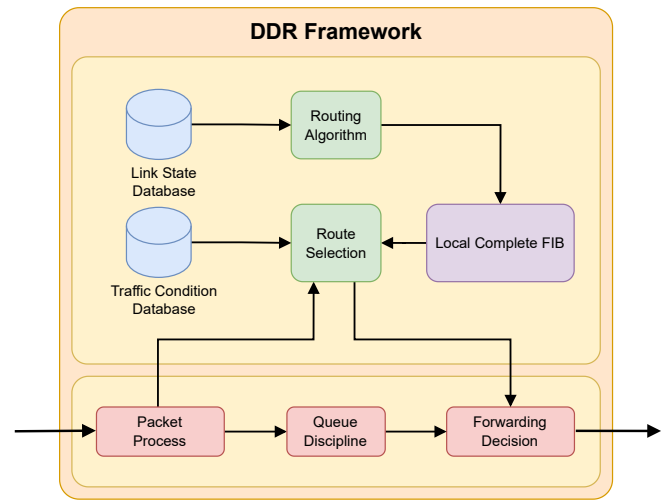 DDR Framework
Routing
Algorithm
Link State
Database
Route
Selection
Local Complete FIB
Traffic Condition
Database
Packet
Process
Queue
Discipline
Forwarding
Decision